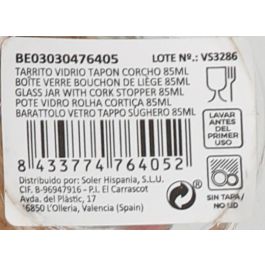 BE03030476405
LOTE Nº.: VS3286
TARRITO VIDRIO TAPON CORCHO 85ML
BOÎTE VERRE BOUCHON DE LIÈGE 85ML
GLASS JAR WITH CORK STOPPER 85ML
POTE VIDRO ROLHA CORTIÇA 85ML
BARATTOLO VETRO TAPPO SÙGHERO 85ML
8 433774 764052
LAVAR
ANTES
DEL
PRIMER
USO
Distribuido por: Soler Hispania, S.L.U.
CIF. B-96947916 - P.I. El Carrascot
Avda. del Plàstic, 17
46850 L'Olleria, Valencia (Spain)
SIN TAPA/
NO LID